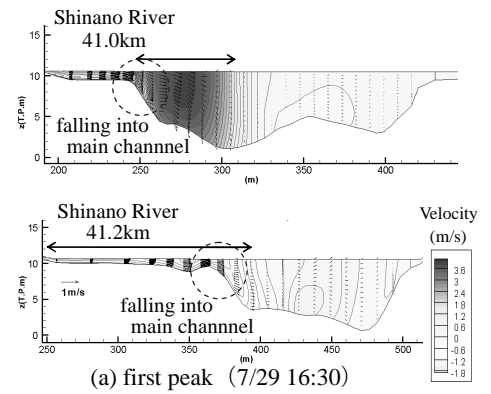 Shinano River
41.0km
15
10
5
0
z(T.P.m)
falling into
main channnel
200 250 300 350 400
(m)
Shinano River
41.2km
15
10
5
0
z(T.P.m)
1m/s
falling into
main channnel
250 300 350 400 450 500
(m)
Velocity
(m/s)
3.6
3
2.4
1.8
1.2
0.6
0
-0.6
-1.2
-1.8
(a) first peak (7/29 16:30)